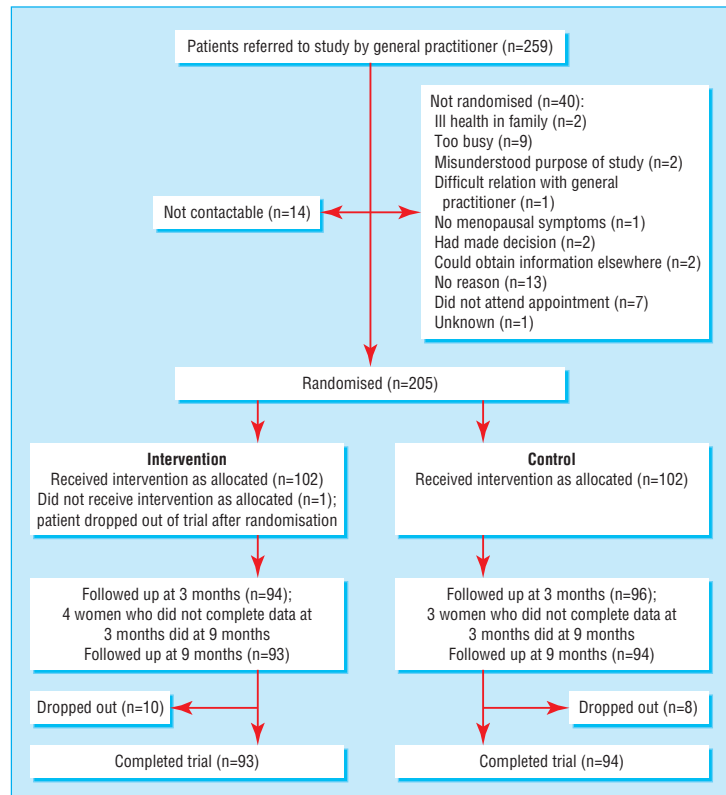 Patients referred to study by general practitioner (n=259)
Not randomised (n=40):
Ill health in family (n=2)
Too busy (n=9)
Misunderstood purpose of study (n=2)
Difficult relation with general
practitioner (n=1)
No menopausal symptoms (n=1)
Had made decision (n=2)
Could obtain information elsewhere (n=2)
No reason (n=13)
Did not attend appointment (n=7)
Unknown (n=1)
Not contactable (n=14)
Randomised (n=205)
Intervention
Received intervention as allocated (n=102)
Did not receive intervention as allocated (n=1);
patient dropped out of trial after randomisation
Control
Received intervention as allocated (n=102)
Followed up at 3 months (n=94);
4 women who did not complete data at
3 months did at 9 months
Followed up at 9 months (n=93)
Followed up at 3 months (n=96);
3 women who did not complete data at
3 months did at 9 months
Followed up at 9 months (n=94)
Dropped out (n=10)
Dropped out (n=8)
Completed trial (n=93)
Completed trial (n=94)